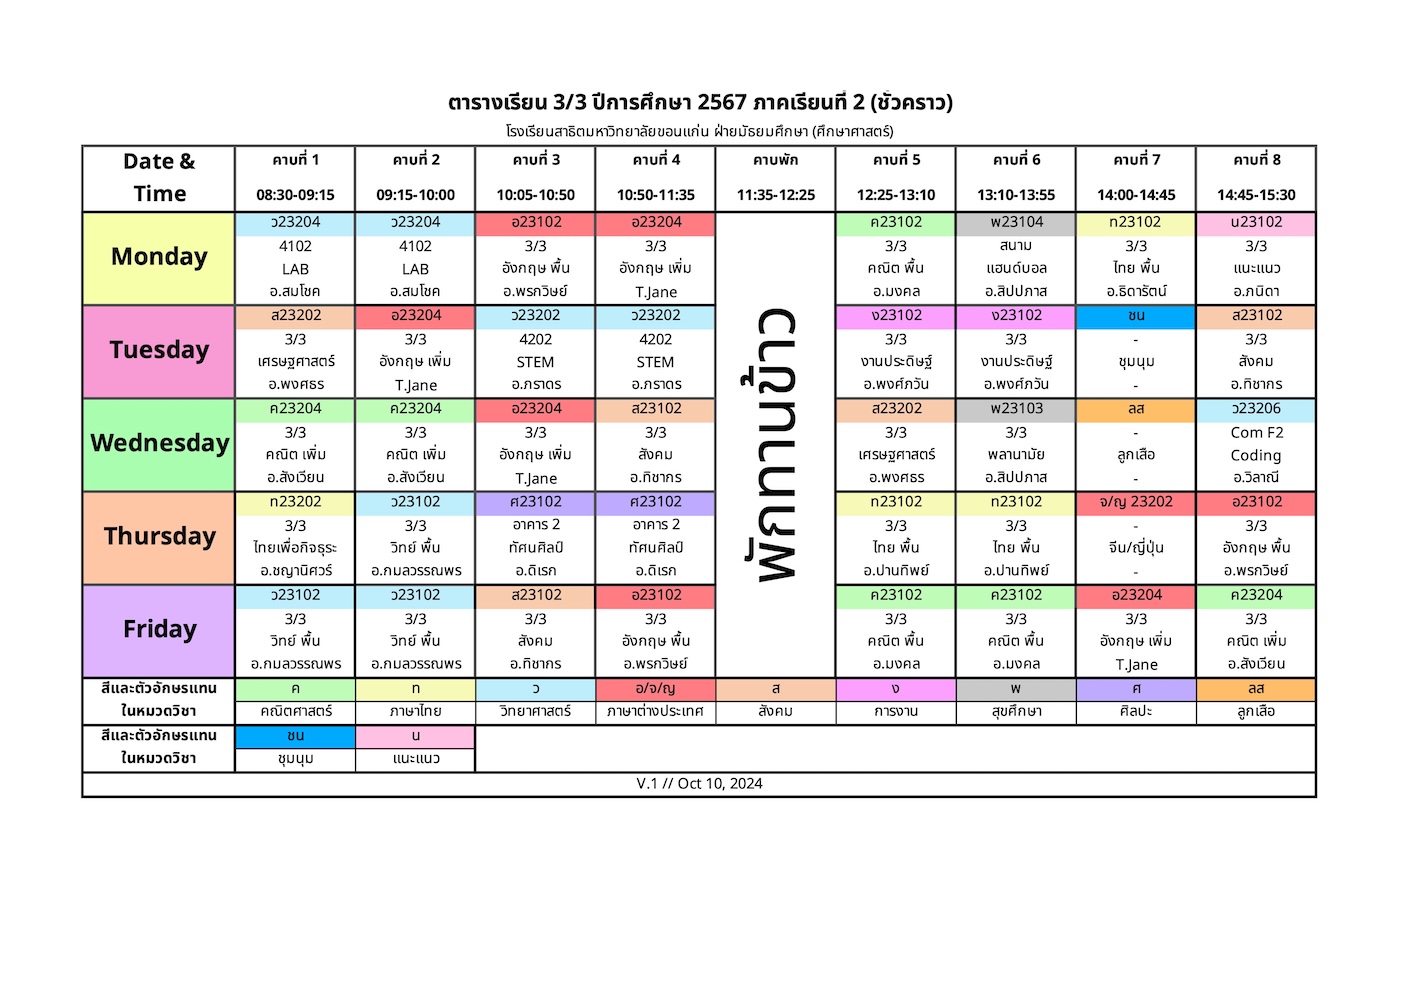 ตารางเรียน 3/3 ปีการศึกษา 2567 ภาคเรียนที่ 2 (ชั่วคราว)
โรงเรียนสาธิตมหาวิทยาลัยขอนแก่น ฝ่ายมัธยมศึกษา (ศึกษาศาสตร์)
Date & คาบที่ 1 คาบที่ 2 คาบที่ 3 คาบที่ 4 คาบพัก คาบที่ 5 คาบที่ 6 คาบที่ 7 คาบที่ 8
Time 08:30-09:15 09:15-10:00 10:05-10:50 10:50-11:35 11:35-12:25 12:25-13:10 13:10-13:55 14:00-14:45 14:45-15:30
Monday
ว23204 ว23204 อ23102 อ23204 ค23102 พ23104 ท23102 น23102
4102 4102 3/3 3/3 3/3 สนาม 3/3 3/3
LAB LAB อังกฤษ พื้น อังกฤษ เพิ่ม คณิต พื้น แฮนด์บอล ไทย พื้น แนะแนว
อ.สมโชค อ.สมโชค อ.พรกวิษย์ T.Jane อ.มงคล อ.สิปปภาส อ.ธิดารัตน์ อ.ภนิดา
พักทานข้าว
Tuesday
ส23202 อ23204 ว23202 ว23202 ง23102 ง23102 ชน ส23102
3/3 3/3 4202 4202 3/3 3/3 - 3/3
เศรษฐศาสตร์ อังกฤษ เพิ่ม STEM STEM งานประดิษฐ์ งานประดิษฐ์ ชุมนุม สังคม
อ.พงศธร T.Jane อ.ภราดร อ.ภราดร อ.พงศ์ภวัน อ.พงศ์ภวัน - อ.ทิชากร
Wednesday
ค23204 ค23204 อ23204 ส23102 ส23202 พ23103 ลส ว23206
3/3 3/3 3/3 3/3 3/3 3/3 - Com F2
คณิต เพิ่ม คณิต เพิ่ม อังกฤษ เพิ่ม สังคม เศรษฐศาสตร์ พลานามัย ลูกเสือ Coding
อ.สังเวียน อ.สังเวียน T.Jane อ.ทิชากร อ.พงศธร อ.สิปปภาส - อ.วิลาณี
Thursday
ท23202 ว23102 ศ23102 ศ23102 ท23102 ท23102 จ/ญ 23202 อ23102
3/3 3/3 อาคาร 2 อาคาร 2 3/3 3/3 - 3/3
ไทยเพื่อกิจธุระ วิทย์ พื้น ทัศนศิลป์ ทัศนศิลป์ ไทย พื้น ไทย พื้น จีน/ญี่ปุ่น อังกฤษ พื้น
อ.ชญานิศวร์ อ.กมลวรรณพร อ.ดิเรก อ.ดิเรก อ.ปานทิพย์ อ.ปานทิพย์ - อ.พรกวิษย์
Friday
ว23102 ว23102 ส23102 อ23102 ค23102 ค23102 อ23204 ค23204
3/3 3/3 3/3 3/3 3/3 3/3 3/3 3/3
วิทย์ พื้น วิทย์ พื้น สังคม อังกฤษ พื้น คณิต พื้น คณิต พื้น อังกฤษ เพิ่ม คณิต เพิ่ม
อ.กมลวรรณพร อ.กมลวรรณพร อ.ทิชากร อ.พรกวิษย์ อ.มงคล อ.มงคล T.Jane อ.สังเวียน
สีและตัวอักษรแทน ค ท ว อ/จ/ญ ส ง พ ศ ลส
ในหมวดวิชา คณิตศาสตร์ ภาษาไทย วิทยาศาสตร์ ภาษาต่างประเทศ สังคม การงาน สุขศึกษา ศิลปะ ลูกเสือ
สีและตัวอักษรแทน ชน น
ในหมวดวิชา ชุมนุม แนะแนว
V.1 // Oct 10, 2024